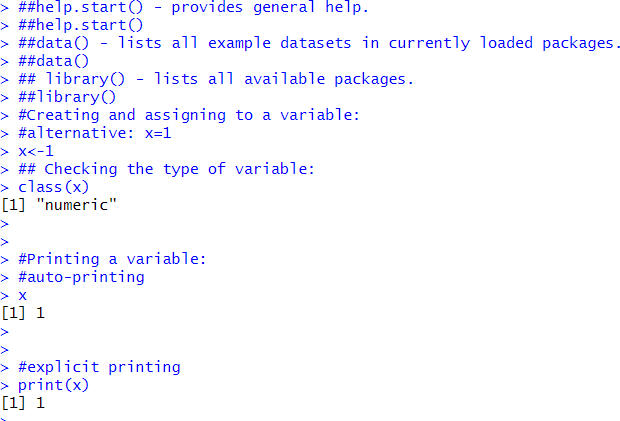 > ##help.start() - provides general help.
> ##help.start()
> ##data() - lists all example datasets in currently loaded packages.
> ##data()
> ## library() - lists all available packages.
> ##library()
> #Creating and assigning to a variable:
> #alternative: x=1
> x<-1
> ## Checking the type of variable:
> class(x)
[1] "numeric"
>
>
> #Printing a variable:
> #auto-printing
> x
[1] 1
>
>
> #explicit printing
> print(x)
[1] 1
>